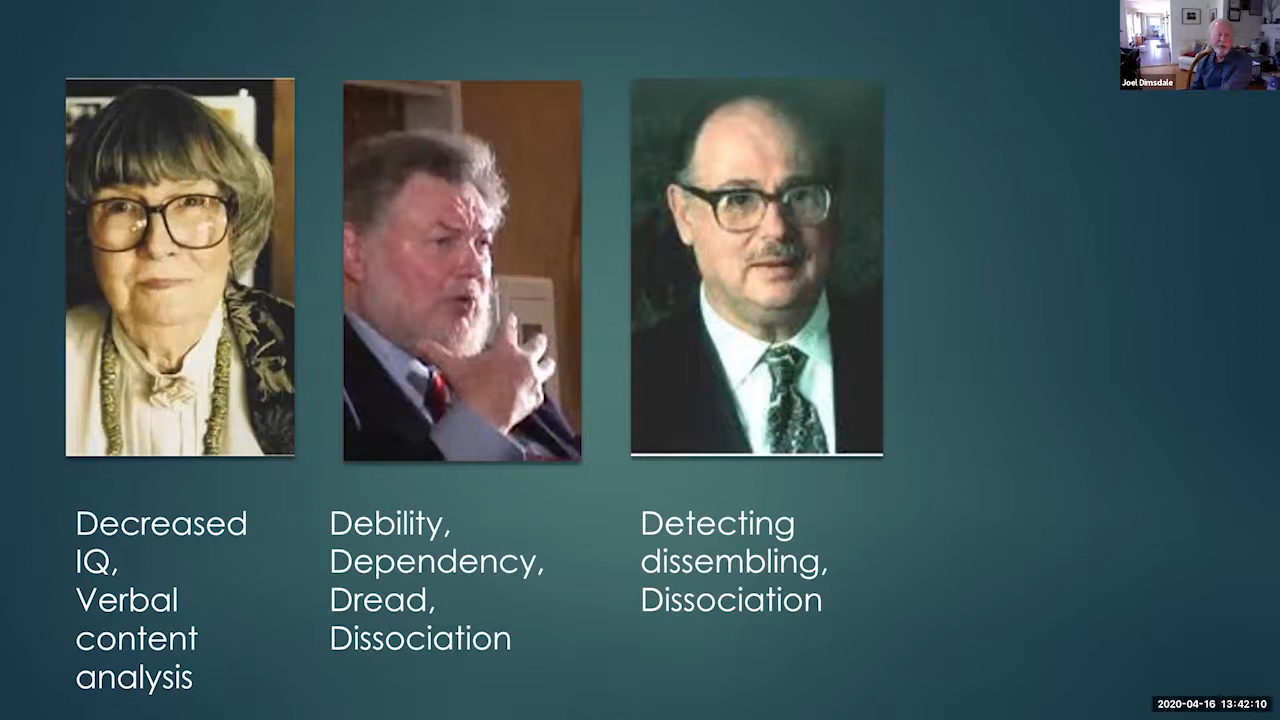 Joel Dimsdale
Decreased
IQ,
Verbal
content
analysis
Debility,
Dependency,
Dread,
Dissociation
Detecting
dissembling,
Dissociation
2020-04-16 13:42:10